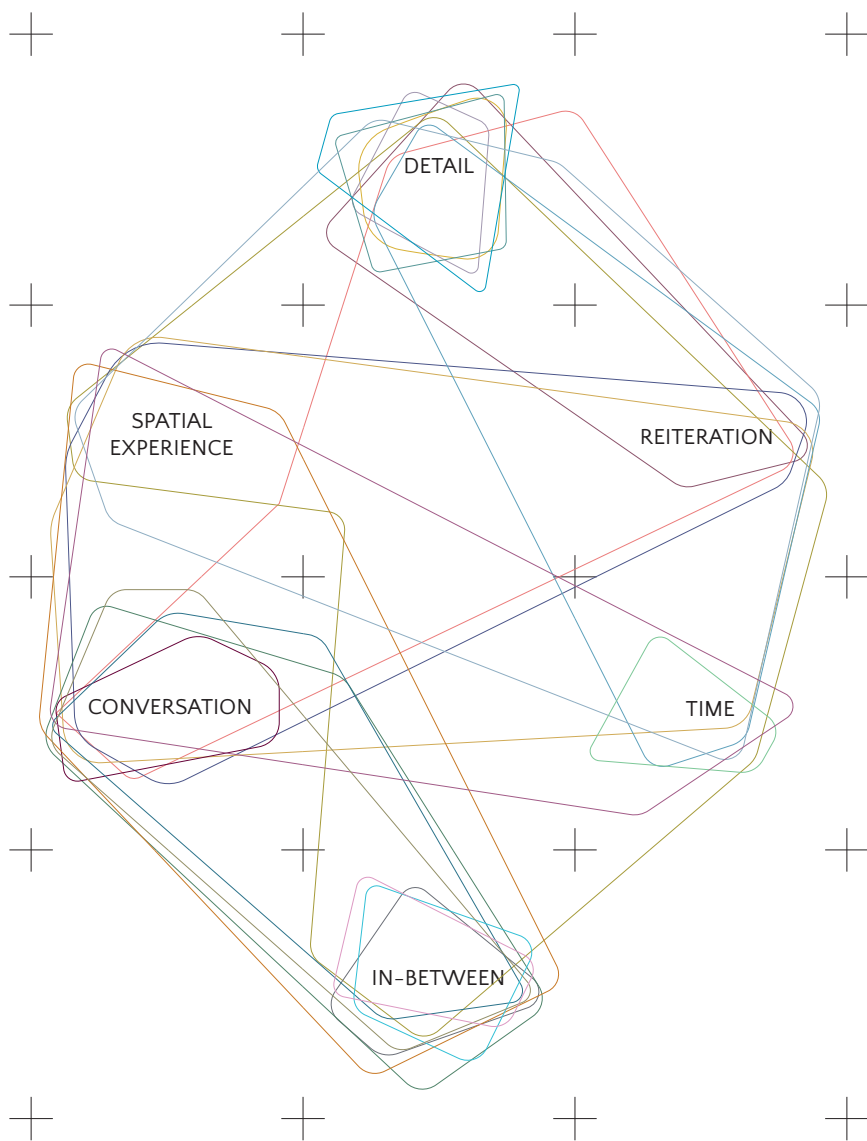 DETAIL
SPATIAL
EXPERIENCE
REITERATION
CONVERSATION
TIME
IN-BETWEEN